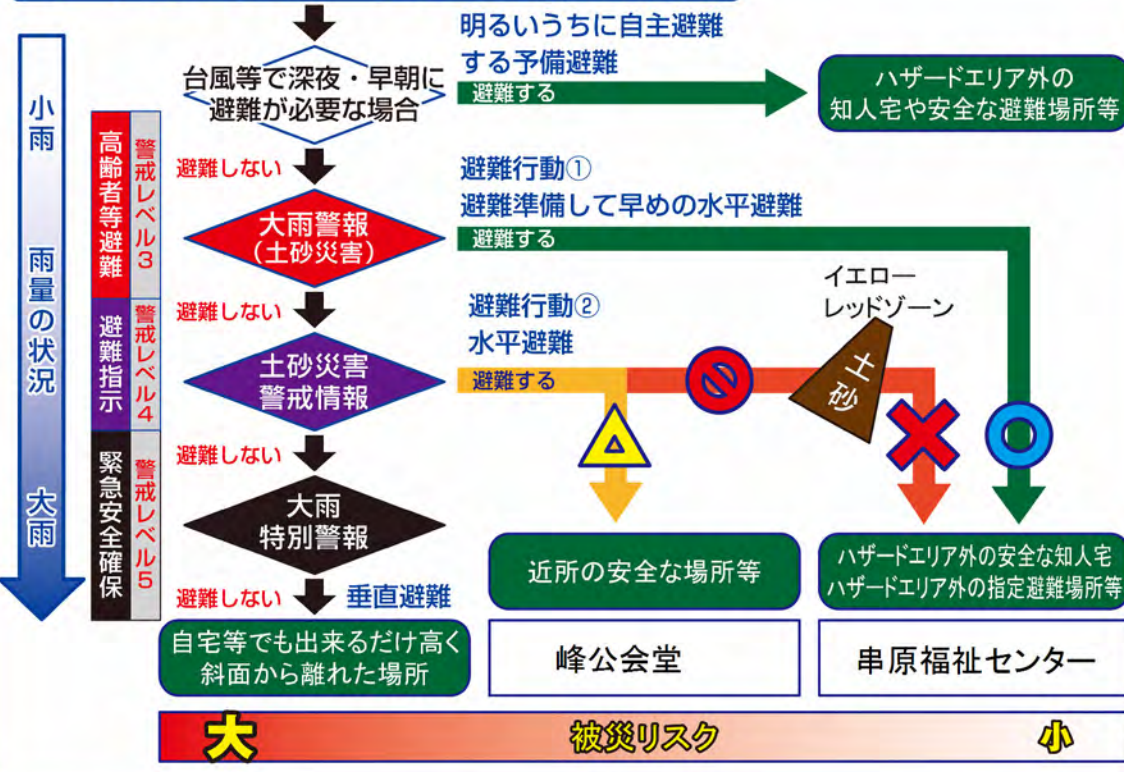 明るいうちに自主避難
する予備避難
避難する
台風等で深夜・早朝に
避難が必要な場合
ハザードエリア外の
知人宅や安全な避難場所等
小雨
雨量の状況
大雨
高齢者等避難
警戒レベル3
避難指示
警戒レベル4
緊急安全確保
警戒レベル5
避難しない
避難行動①
避難準備して早めの水平避難
避難する
大雨警報
(土砂災害)
イエロー
レッドゾーン
避難しない
避難行動②
水平避難
避難する
土砂災害
警戒情報
土砂
避難しない
大雨
特別警報
近所の安全な場所等
ハザードエリア外の安全な知人宅
ハザードエリア外の指定避難場所等
避難しない
垂直避難
自宅等でも出来るだけ高く
斜面から離れた場所
峰公会堂
串原福祉センター
大
被災リスク
小